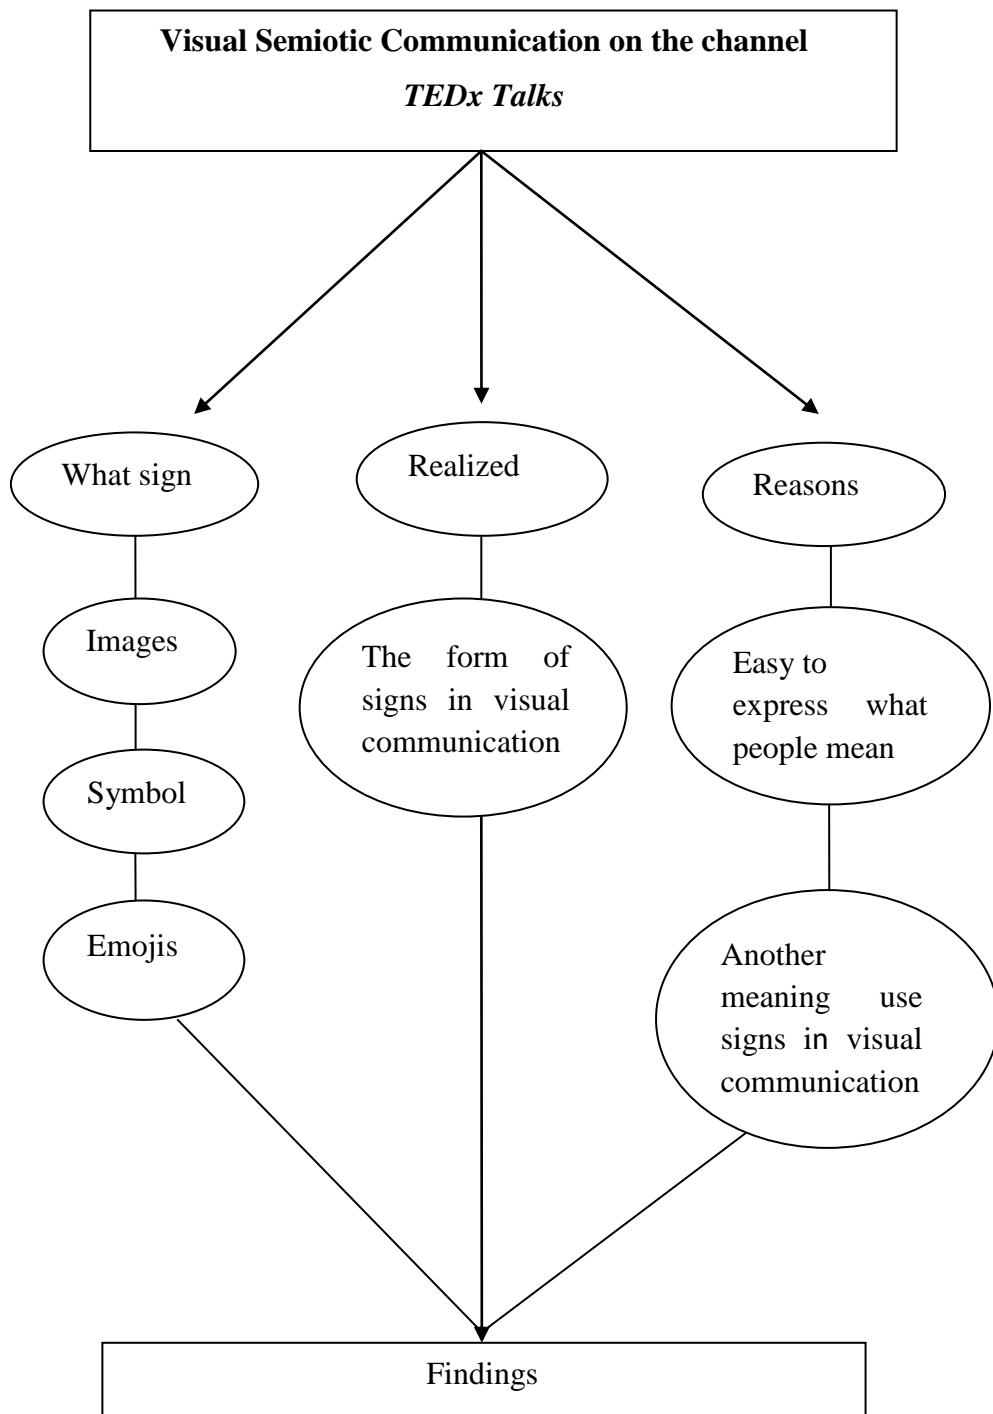 Visual Semiotic Communication on the channel
TEDx Talks
What sign
Realized
Reasons
Images
The form of
signs in visual
communication
Easy to
express what
people mean
Symbol
Emojis
Another
meaning use
signs in visual
communication
Findings